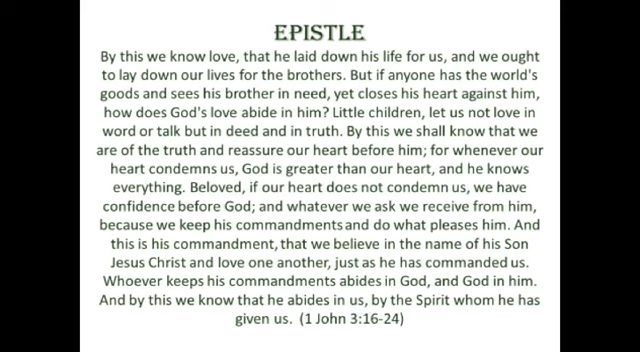 EPISTLE
By this we know love, that he laid down his life for us, and we ought
to lay down our lives for the brothers. But if anyone has the world's
goods and sees his brother in need, yet closes his heart against him,
how does God's love abide in him? Little children, let us not love in
word or talk but in deed and in truth. By this we shall know that we
are of the truth and reassure our heart before him; for whenever our
heart condemns us, God is greater than our heart, and he knows
everything. Beloved, if our heart does not condemn us, we have
confidence before God; and whatever we ask we receive from him,
because we keep his commandments and do what pleases him. And
this is his commandment, that we believe in the name of his Son
Jesus Christ and love one another, just as he has commanded us.
Whoever keeps his commandments abides in God, and God in him.
And by this we know that he abides in us, by the Spirit whom he has
given us. (1 John 3:16-24)